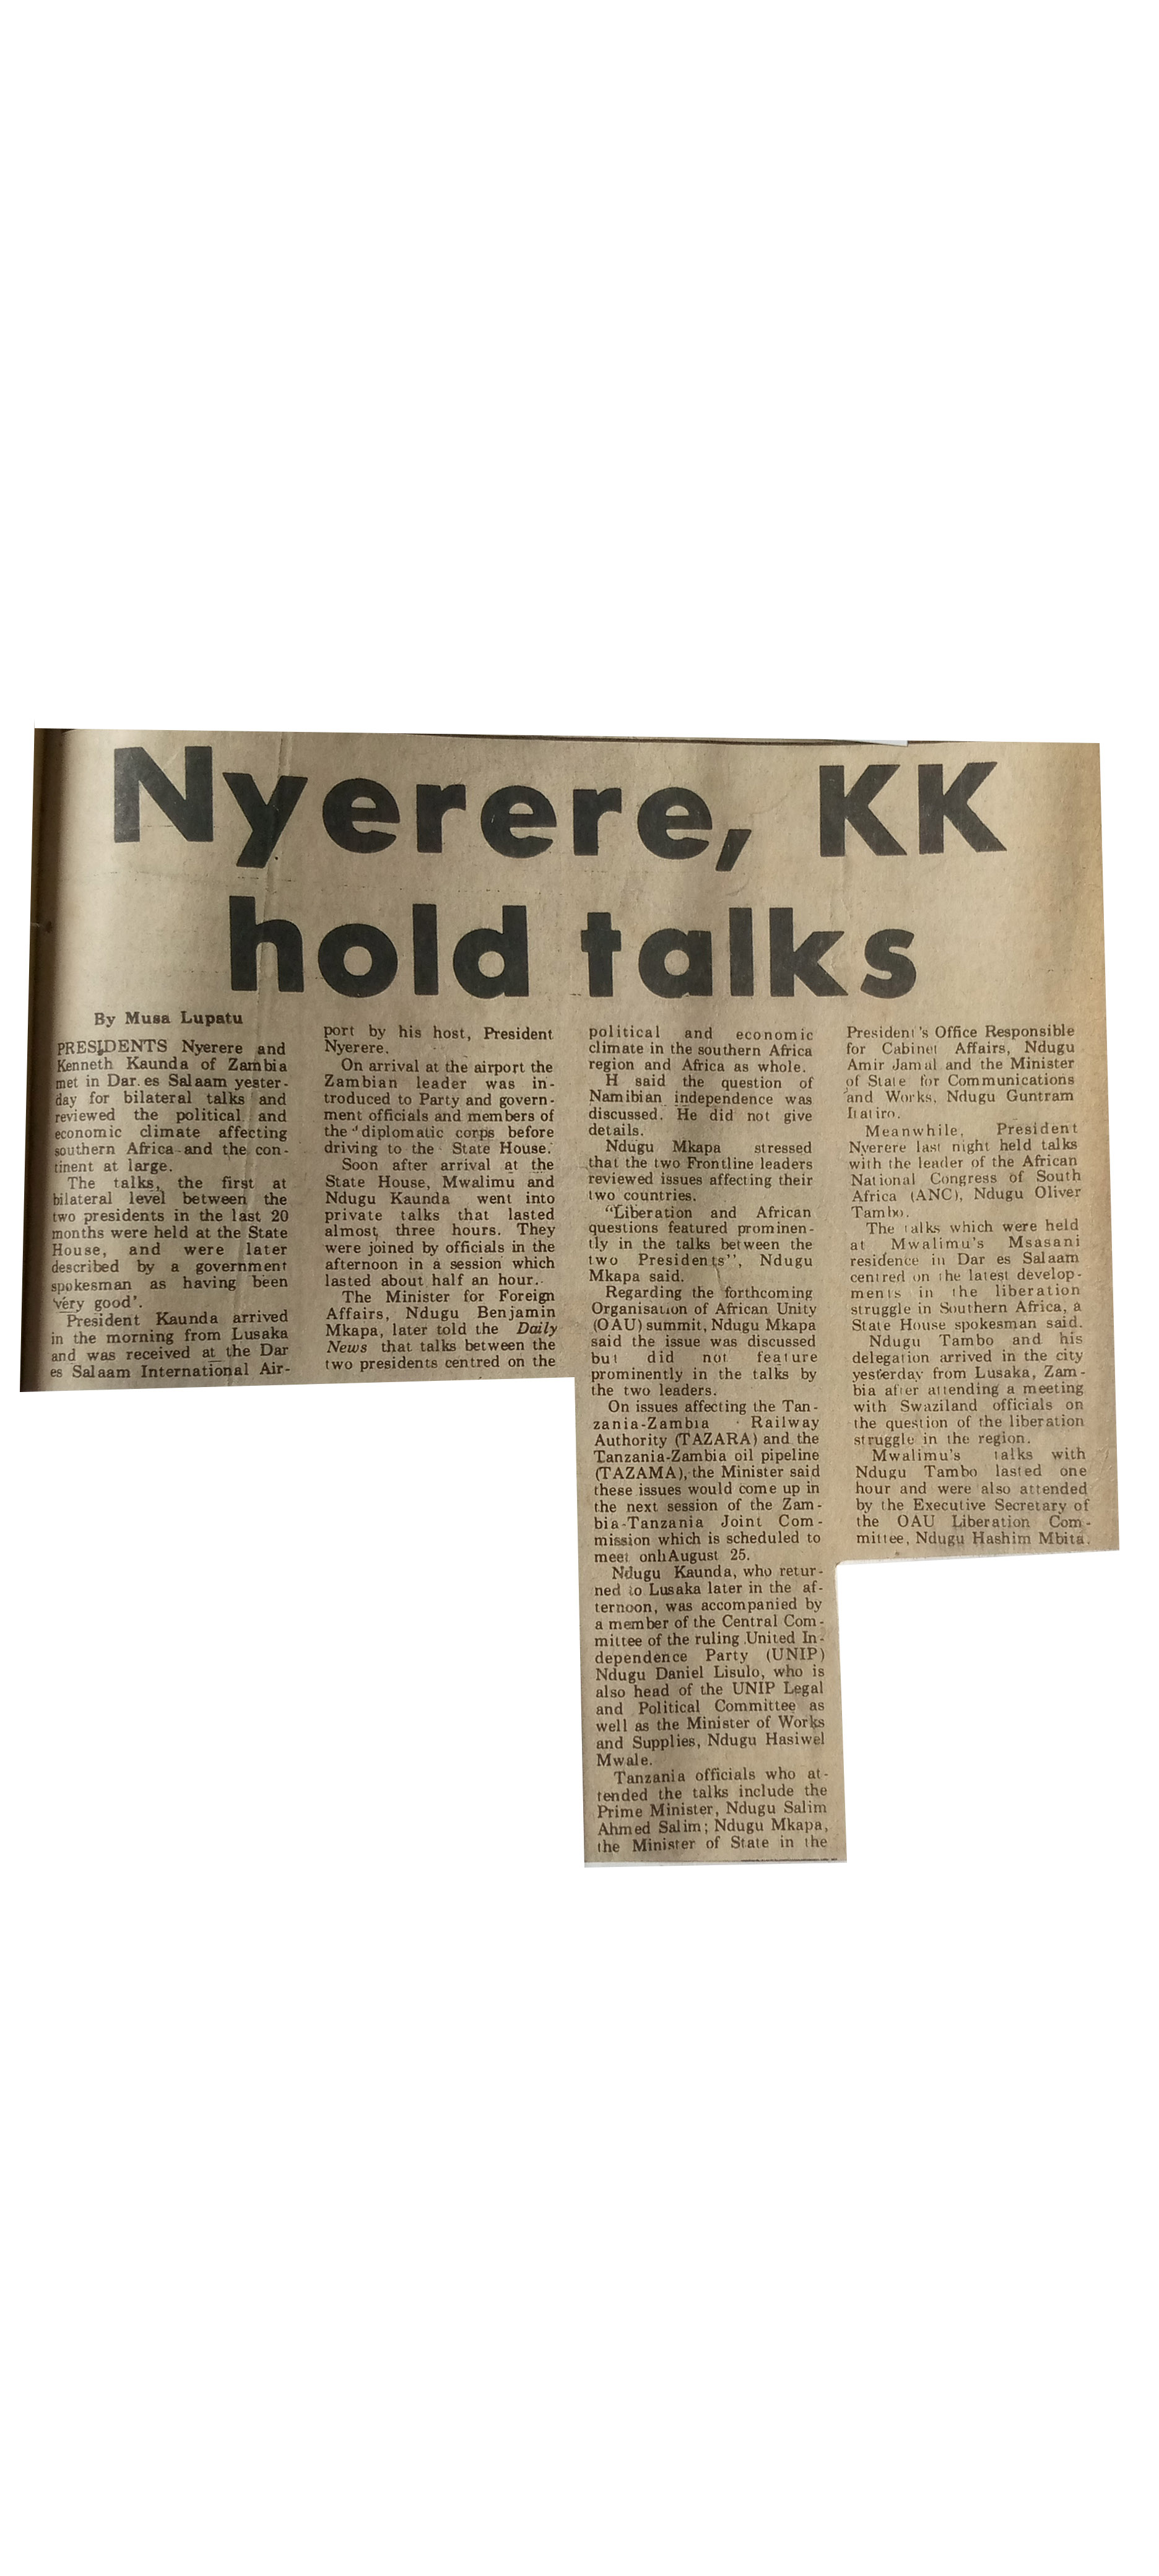 Nyerere, KK
hold talks
By Musa Lupatu
PRESIDENTS Nyerere and
Kenneth Kaunda of Zambia
met in Dar es Salaam yester-
day for bilateral talks and
reviewed the political and
economic climate affecting
southern Africa and the con-
tinent at large.
The talks, the first at
bilateral level between the
two presidents in the last 20
months were held at the State
House, and were later
described by a government
spokesman as having been
'very good'.
President Kaunda arrived
in the morning from Lusaka
and was received at the Dar
es Salaam International Air-
port by his host, President
Nyerere.
On arrival at the airport the
Zambian leader was in-
troduced to Party and govern-
ment officials and members of
the diplomatic corps before
driving to the State House.
Soon after arrival at the
State House, Mwalimu and
Ndugu Kaunda went into
private talks that lasted
almost three hours. They
were joined by officials in the
afternoon in a session which
lasted about half an hour.
The Minister for Foreign
Affairs, Ndugu Benjamin
Mkapa, later told the Daily
News that talks between the
two presidents centred on the
political and economic
climate in the southern Africa
region and Africa as whole.
H said the question of
Namibian independence was
discussed. He did not give
details.
Ndugu Mkapa stressed
that the two Frontline leaders
reviewed issues affecting their
two countries.
"Liberation and African
questions featured prominen-
tly in the talks between the
two Presidents", Ndugu
Mkapa said.
Regarding the forthcoming
Organisation of African Unity
(OAU) summit, Ndugu Mkapa
said the issue was discussed
but did not feature
prominently in the talks by
the two leaders.
On issues affecting the Tan-
zania-Zambia Railway
Authority (TAZARA) and the
Tanzania-Zambia oil pipeline
(TAZAMA), the Minister said
these issues would come up in
the next session of the Zam-
bia-Tanzania Joint Com-
mission which is scheduled to
meet onhAugust 25.
Ndugu Kaunda, who retur-
ned to Lusaka later in the af-
ternoon, was accompanied by
a member of the Central Com-
mittee of the ruling United In-
dependence Party (UNIP)
Ndugu Daniel Lisulo, who is
also head of the UNIP Legal
and Political Committee as
well as the Minister of Works
and Supplies, Ndugu Hasiwel
Mwale.
Tanzania officials who at-
tended the talks include the
Prime Minister, Ndugu Salim
Ahmed Salim; Ndugu Mkapa,
the Minister of State in the
President's Office Responsible
for Cabinet Affairs, Ndugu
Amir Jamal and the Minister
of State for Communications
and Works, Ndugu Guntram
Itatiro.
Meanwhile, President
Nyerere last night held talks
with the leader of the African
National Congress of South
Africa (ANC), Ndugu Oliver
Tambo.
The talks which were held
at Mwalimu's Msasani
residence in Dar es Salaam
centred on the latest develop-
ments in the liberation
struggle in Southern Africa, a
State House spokesman said.
Ndugu Tambo and his
delegation arrived in the city
yesterday from Lusaka, Zam-
bia after attending a meeting
with Swaziland officials on
the question of the liberation
struggle in the region.
Mwalimu's talks with
Ndugu Tambo lasted one
hour and were also attended
by the Executive Secretary of
the OAU Liberation Com-
mittee, Ndugu Hashim Mbita.